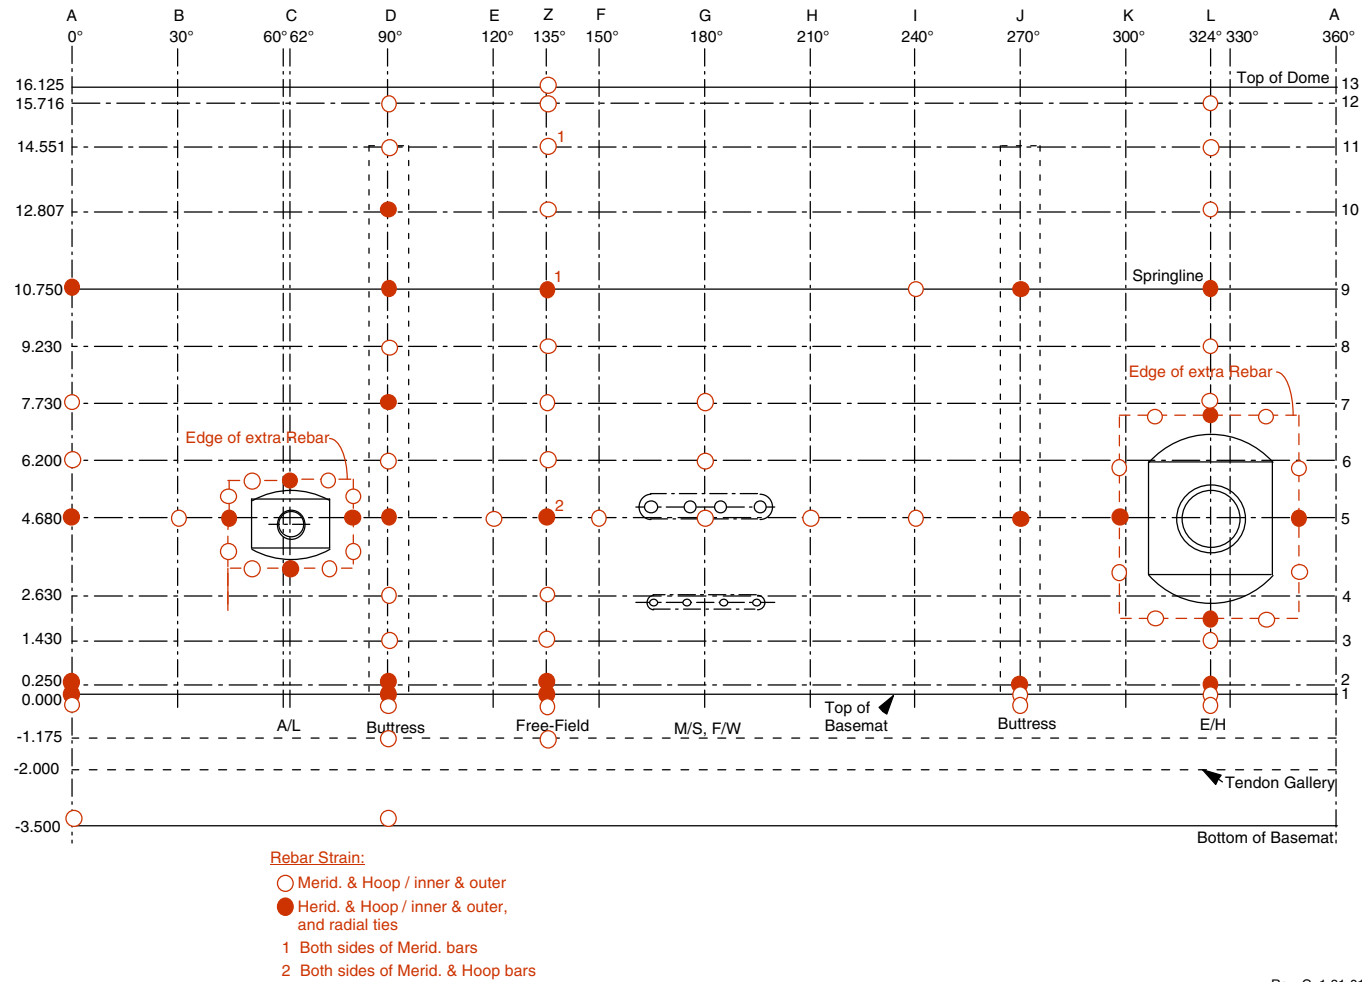 A B C D E Z F G H I J K L A
0° 30° 60° 62° 90° 120° 135° 150° 180° 210° 240° 270° 300° 324° 330° 360°
16.125 Top of Dome 13
15.716 12
14.551 1 11
12.807 10
10.750 1 Springline 9
9.230 8
Edge of extra Rebar
7.730 7
Edge of extra Rebar
6.200 6
4.680 2 5
2.630 4
1.430 3
0.250 2
0.000 1
A/L Buttress Free-Field M/S, F/W Top of Basemat Buttress E/H
-1.175
-2.000
Tendon Gallery
-3.500
Bottom of Basemat
Rebar Strain:
Merid. & Hoop / inner & outer
Herid. & Hoop / inner & outer,
and radial ties
1 Both sides of Merid. bars
2 Both sides of Merid. & Hoop bars